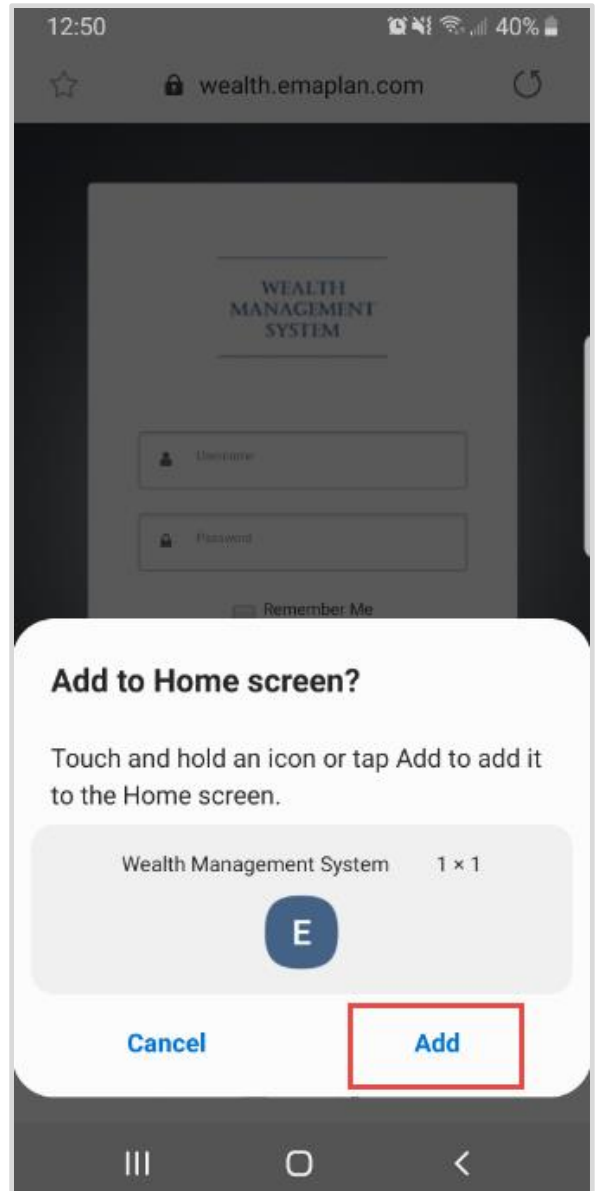 12:50 40%
wealth.emaplan.com
WEALTH
MANAGEMENT
SYSTEM
Username
Password
Remember Me
Add to Home screen?
Touch and hold an icon or tap Add to add it
to the Home screen.
Wealth Management System 1 × 1
E
Cancel Add